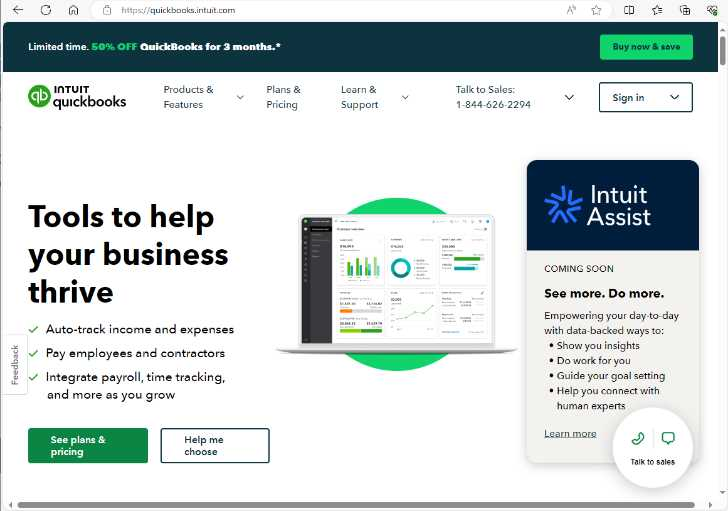 https://quickbooks.intuit.com
Limited time. 50% OFF QuickBooks for 3 months.*
Buy now & save
INTUIT
quickbooks
Products &
Features
Plans &
Pricing
Learn &
Support
Talk to Sales:
1-844-626-2294
Sign in
Tools to help
your business
thrive
Auto-track income and expenses
Pay employees and contractors
Integrate payroll, time tracking,
and more as you grow
See plans &
pricing
Help me
choose
Feedback
Intuit
Assist
COMING SOON
See more. Do more.
Empowering your day-to-day
with data-backed ways to:
• Show you insights
• Do work for you
• Guide your goal setting
• Help you connect with
human experts
Learn more
Talk to sales